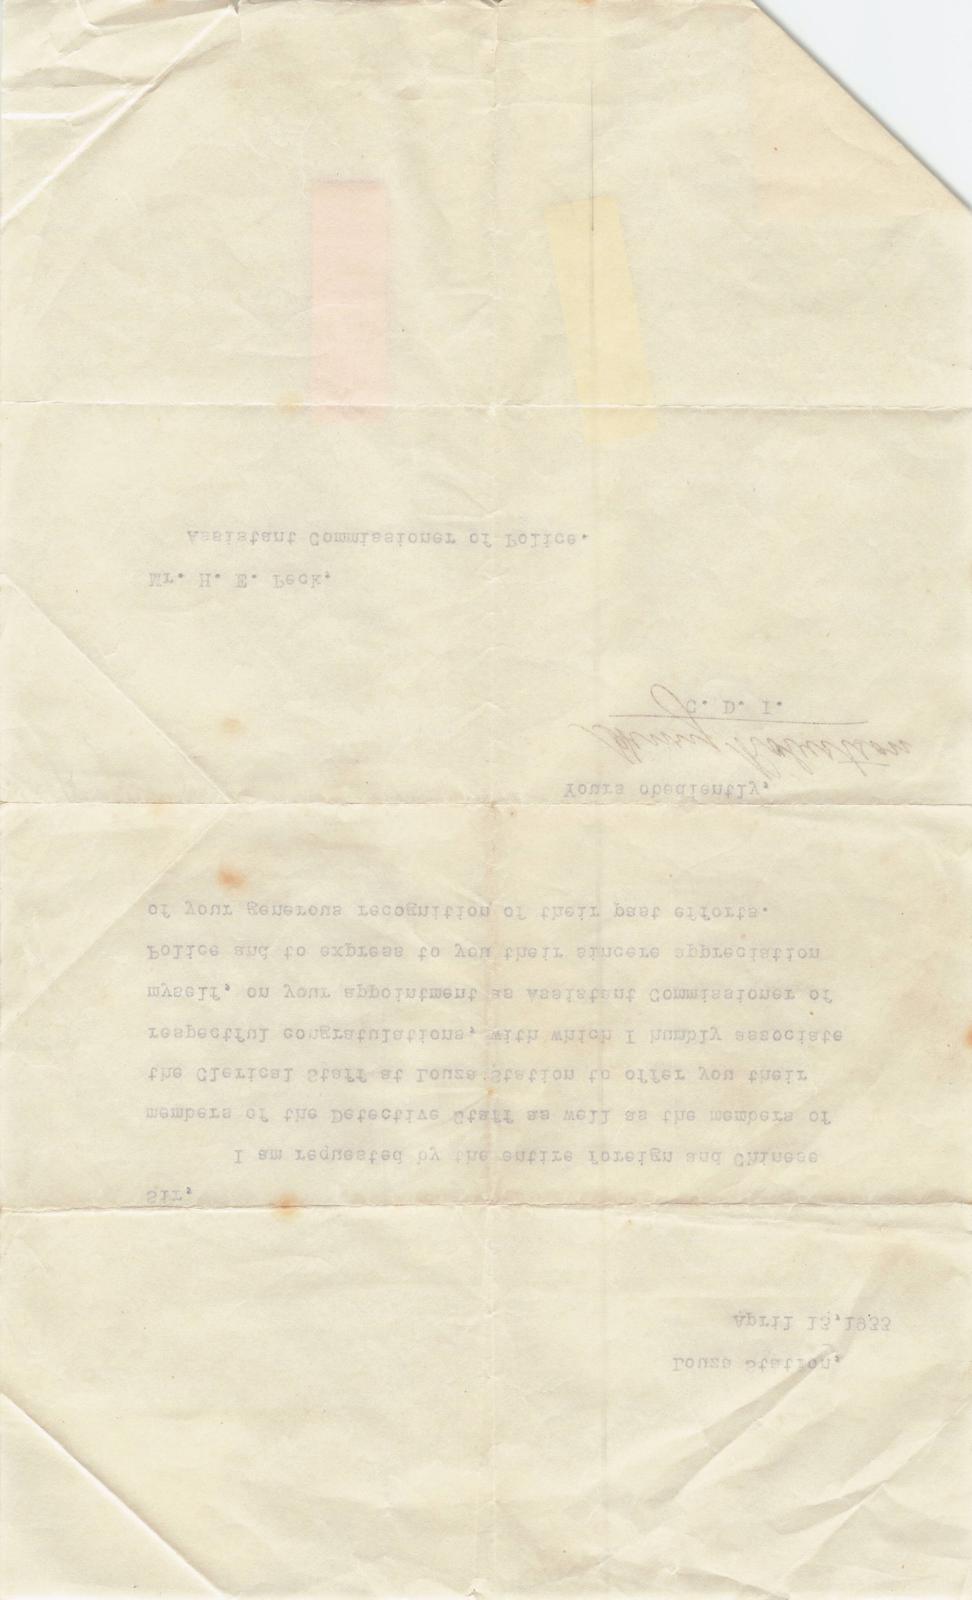 Louza Station,
April 13,1933
Sir,
I am requested by the entire Foreign and Chinese
members of the Detective Staff as well as the members of
the Clerical Staff at Louza Station to offer you their
respectful congratulations, with which I humbly associate
myself, on your appointment as Assistant Commissioner of
Police and to express to you their sincere appreciation
of your generous recognition of their past efforts.
Yours obediently,
Robertson
C. D. I.
Mr. H. E. Peck,
Assistant Commissioner of Police.